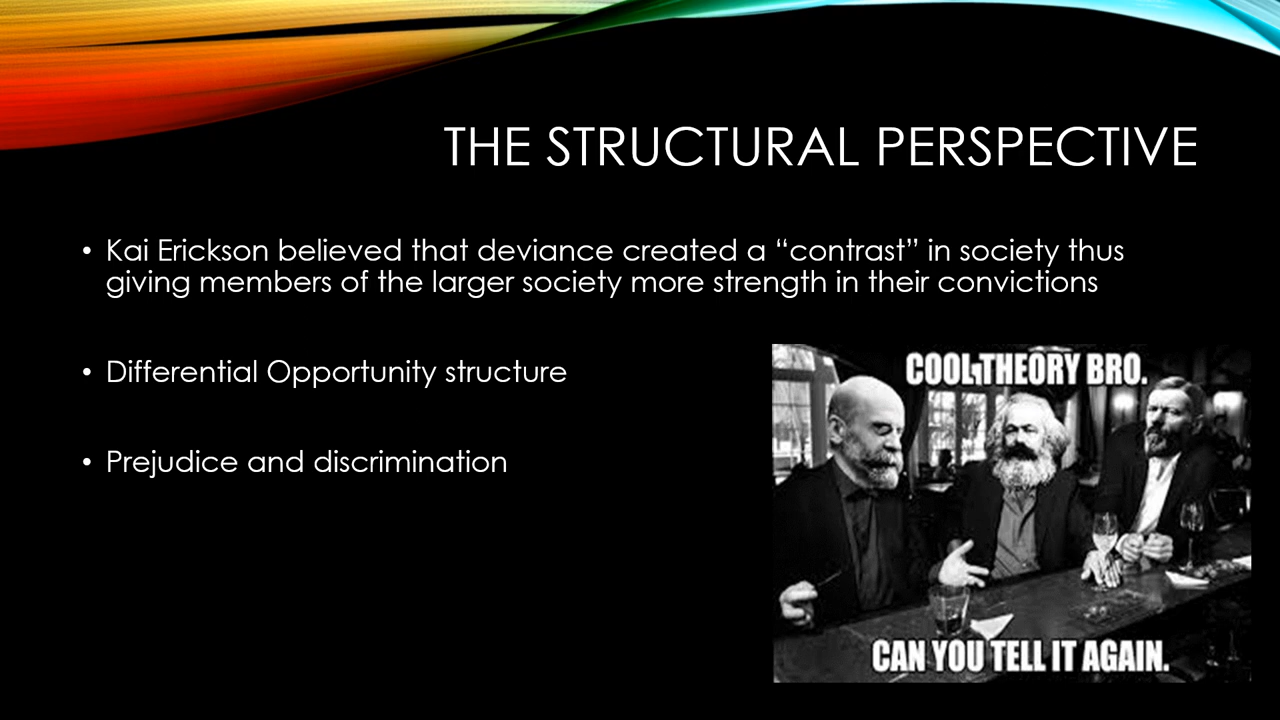 THE STRUCTURAL PERSPECTIVE
• Kai Erickson believed that deviance created a “contrast” in society thus
giving members of the larger society more strength in their convictions
• Differential Opportunity structure
• Prejudice and discrimination
COOL THEORY BRO.
CAN YOU TELL IT AGAIN.